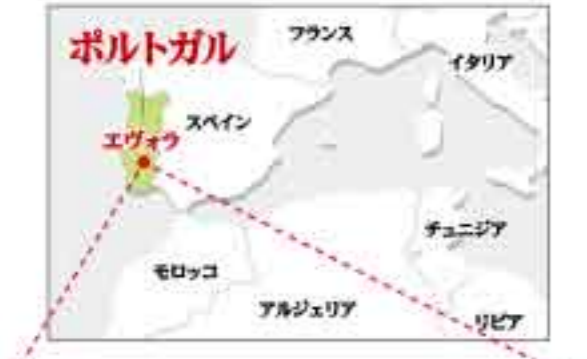 フランス
ポルトガル
イタリア
スペイン
エヴォラ
チュニジア
モロッコ
アルジェリア
リビア